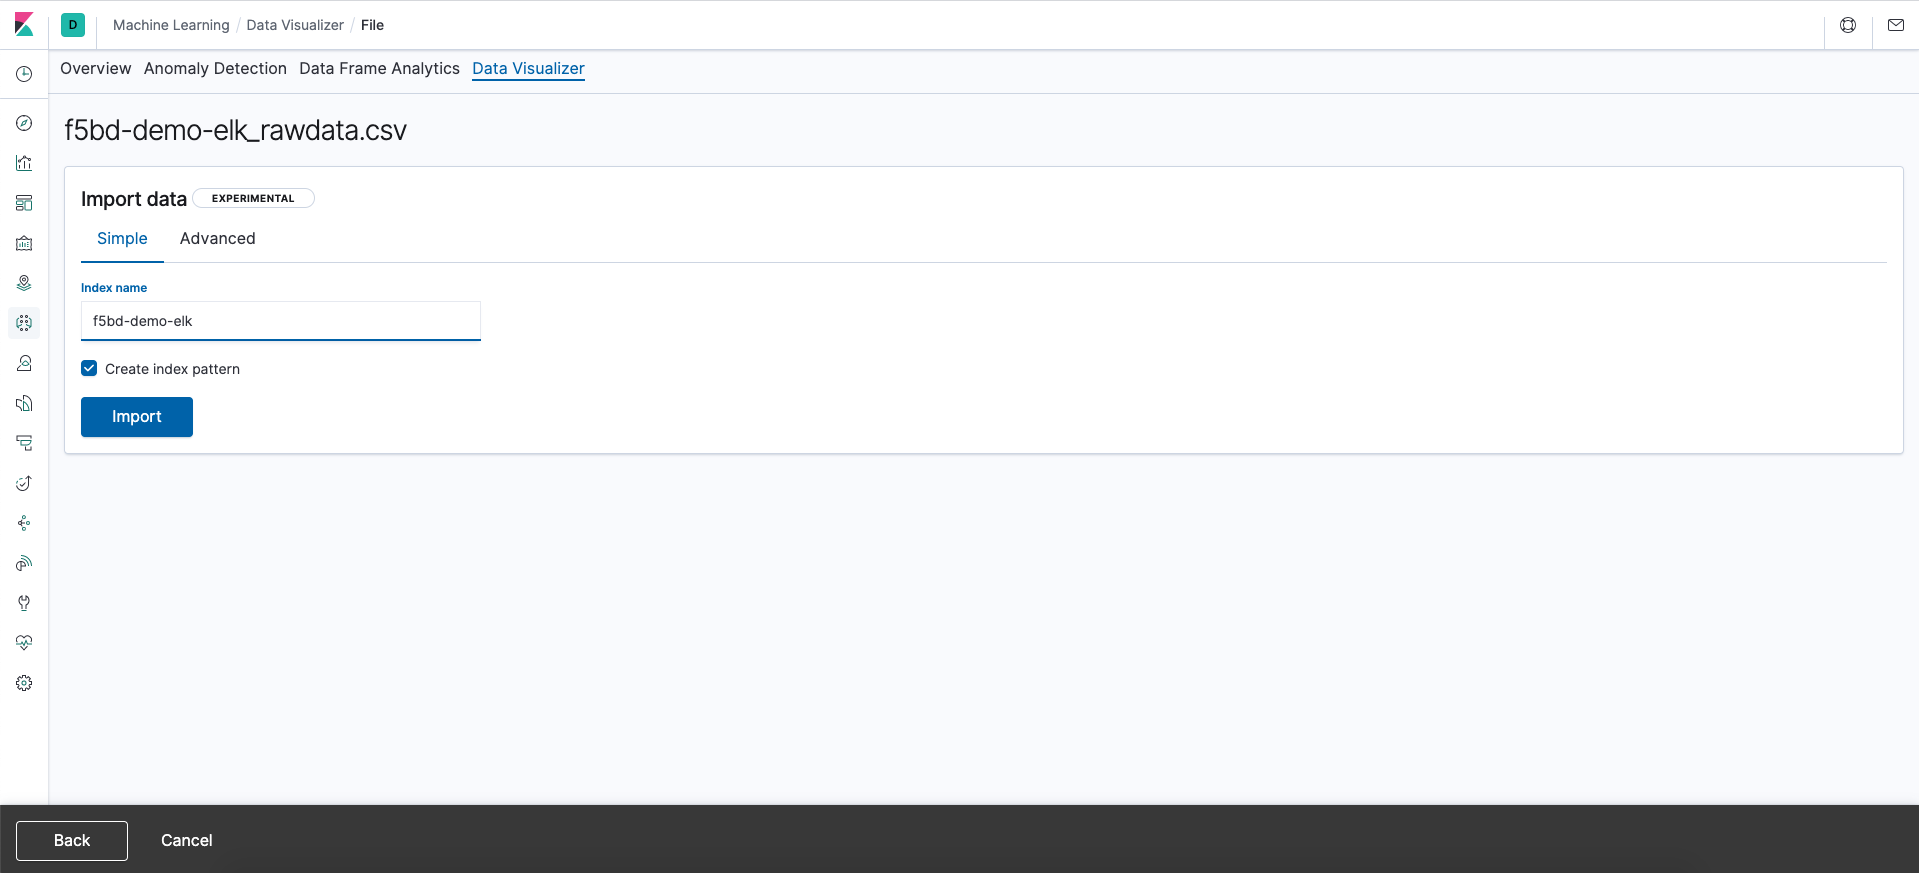 D Machine Learning / Data Visualizer / File
Overview Anomaly Detection Data Frame Analytics Data Visualizer
f5bd-demo-elk_rawdata.csv
Import data EXPERIMENTAL
Simple Advanced
Index name
f5bd-demo-elk
Create index pattern
Import
Back Cancel